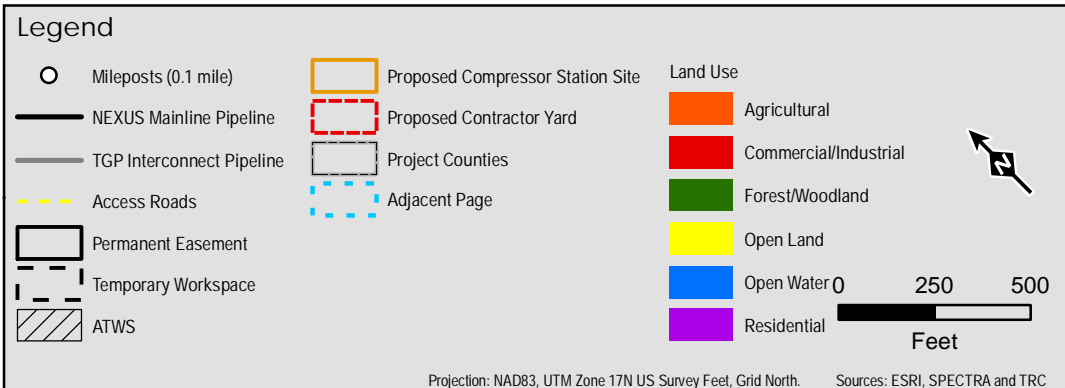 Legend
Mileposts (0.1 mile)
NEXUS Mainline Pipeline
TGP Interconnect Pipeline
Access Roads
Permanent Easement
Temporary Workspace
ATWS
Proposed Compressor Station Site
Proposed Contractor Yard
Project Counties
Adjacent Page
Land Use
Agricultural
Commercial/Industrial
Forest/Woodland
Open Land
Open Water
Residential
N
0 250 500
Feet
Projection: NAD83, UTM Zone 17N US Survey Feet, Grid North. Sources: ESRI, SPECTRA and TRC